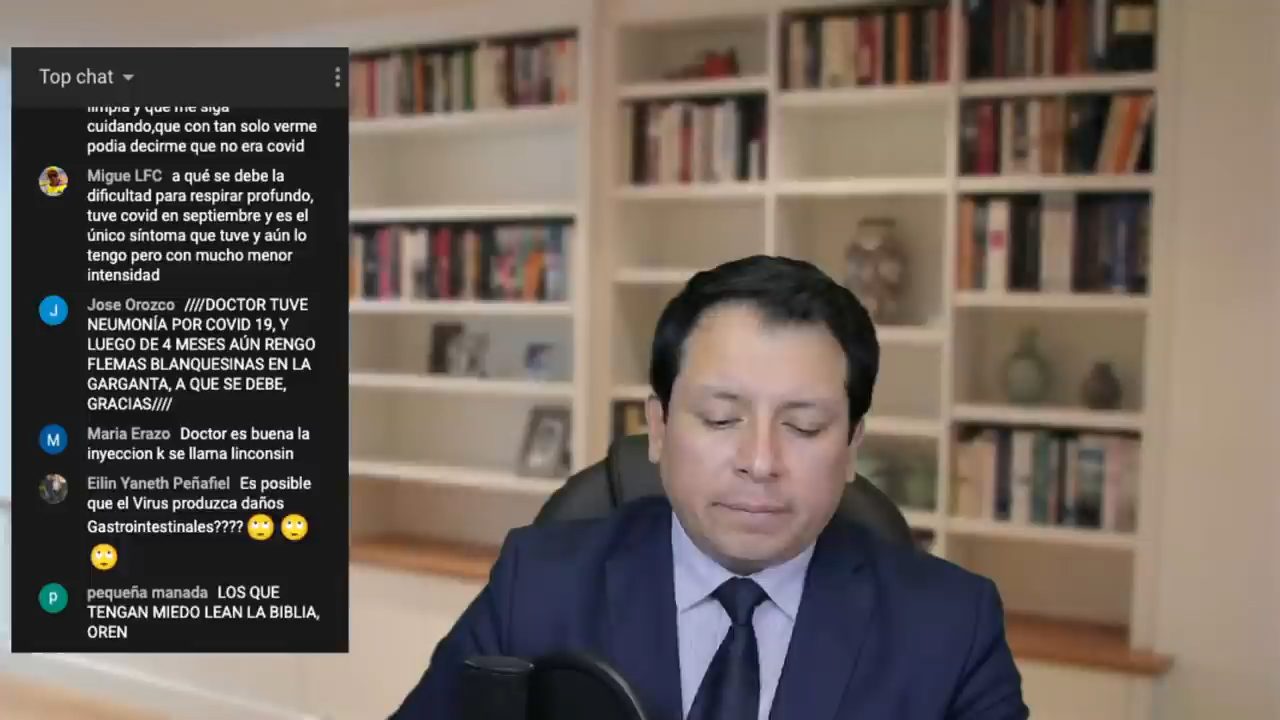 Top chat
limpia y que me siga
cuidando,que con tan solo verme
podia decirme que no era covid
Migue LFC a qué se debe la
dificultad para respirar profundo,
tuve covid en septiembre y es el
único síntoma que tuve y aún lo
tengo pero con mucho menor
intensidad
J
Jose Orozco ////DOCTOR TUVE
NEUMONÍA POR COVID 19, Y
LUEGO DE 4 MESES AÚN RENGO
FLEMAS BLANQUESINAS EN LA
GARGANTA, A QUE SE DEBE,
GRACIAS////
M
Maria Erazo Doctor es buena la
inyeccion k se llama linconsin
Eilin Yaneth Peñafiel Es posible
que el Virus produzca daños
Gastrointestinales???? 🙄 🙄
🙄
p
pequeña manada LOS QUE
TENGAN MIEDO LEAN LA BIBLIA,
OREN